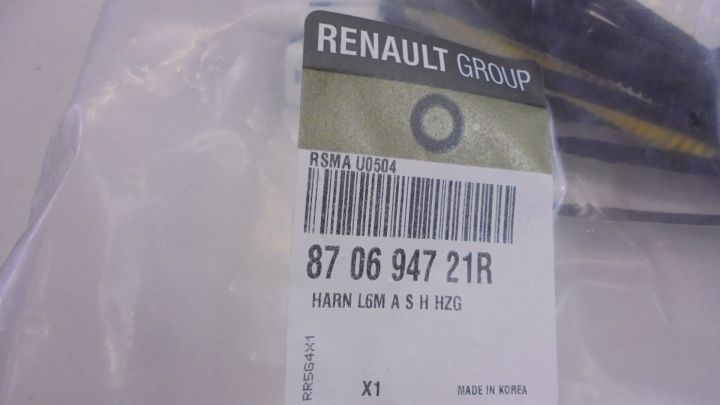 RENAULT GROUP
RSMA U0504
87 06 947 21R
HARN L6M A S H HZG
RR5G4X1
X1
MADE IN KOREA